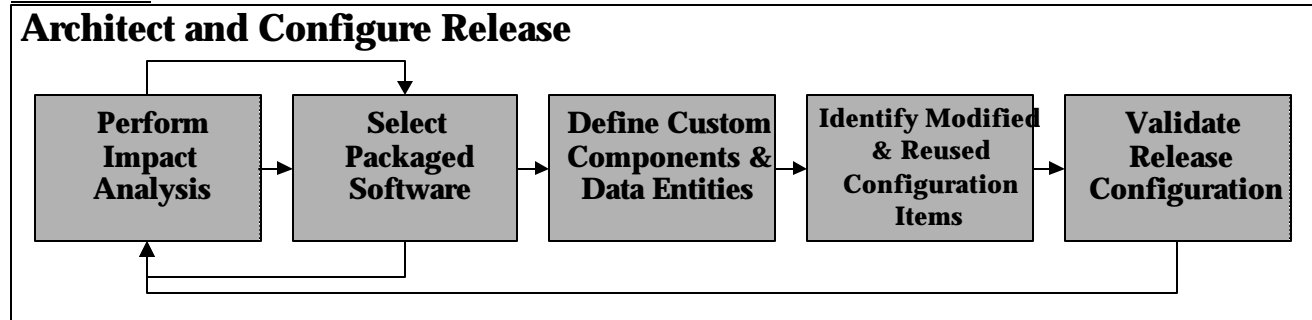 Architect and Configure Release
Perform
Impact
Analysis
Select
Packaged
Software
Define Custom
Components &
Data Entities
Identify Modified
& Reused
Configuration
Items
Validate
Release
Configuration